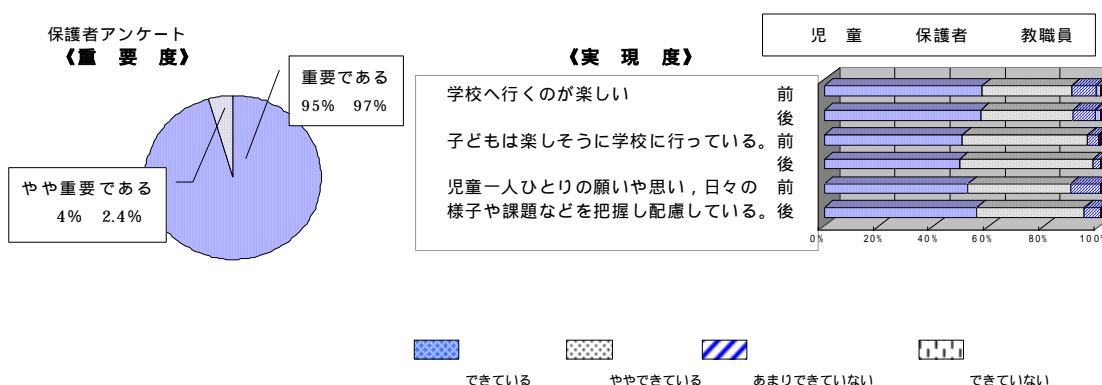 保護者アンケート
《重 要 度》
重要である
95% 97%
やや重要である
4% 2.4%
《実 現 度》
児 童 保護者 教職員
学校へ行くのが楽しい 前
後
子どもは楽しそうに学校に行っている。 前
後
児童一人ひとりの願いや思い，日々の 前
様子や課題などを把握し配慮している。 後
0% 20% 40% 60% 80% 100%
できている ややできている あまりできていない できていない